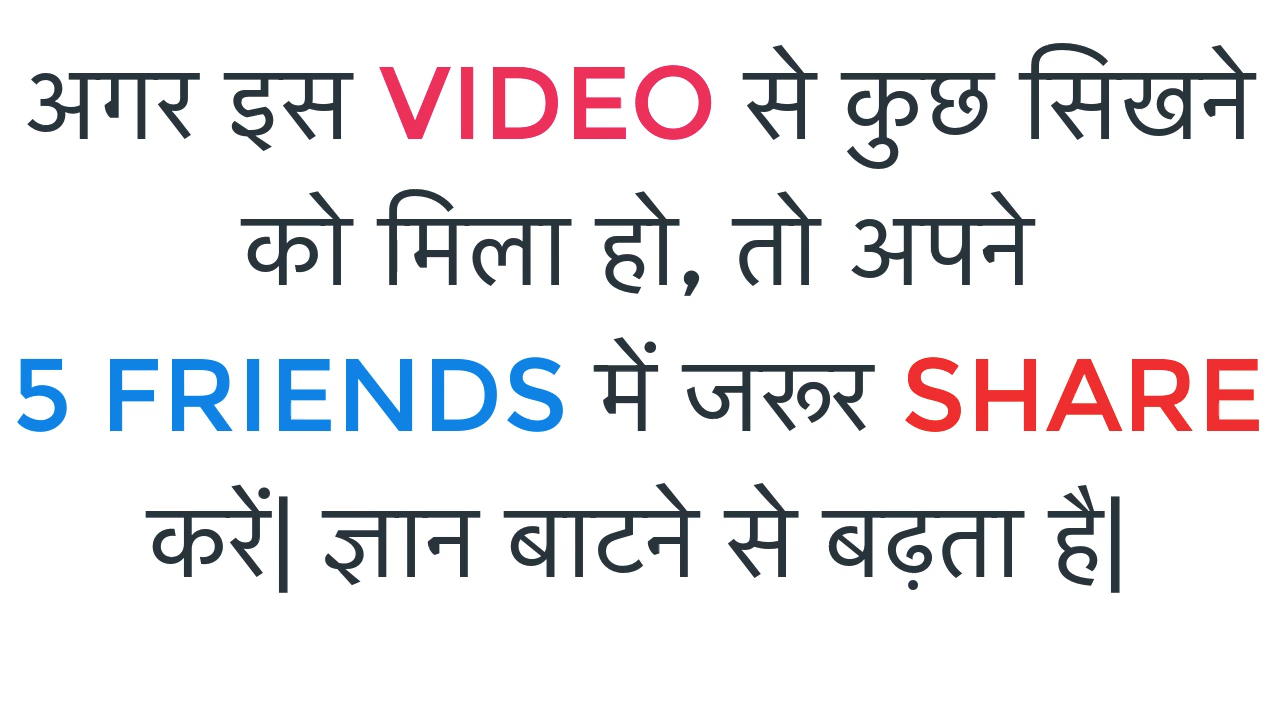 अगर इस VIDEO से कुछ सिखने
को मिला हो, तो अपने
5 FRIENDS में जरूर SHARE
करें| ज्ञान बाटने से बढ़ता है|